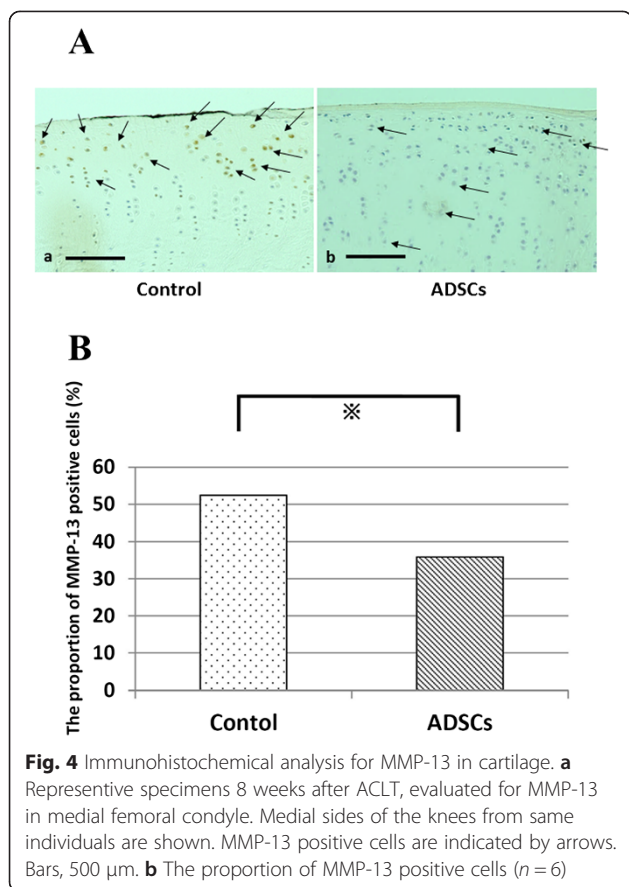 A
a
b
Control
ADSCs
B
※
The proportion of MMP-13 positive cells (%)
60
50
40
30
20
10
0
Contol
ADSCs
Fig. 4 Immunohistochemical analysis for MMP-13 in cartilage. a
Representive specimens 8 weeks after ACLT, evaluated for MMP-13
in medial femoral condyle. Medial sides of the knees from same
individuals are shown. MMP-13 positive cells are indicated by arrows.
Bars, 500 μm. b The proportion of MMP-13 positive cells (n = 6)